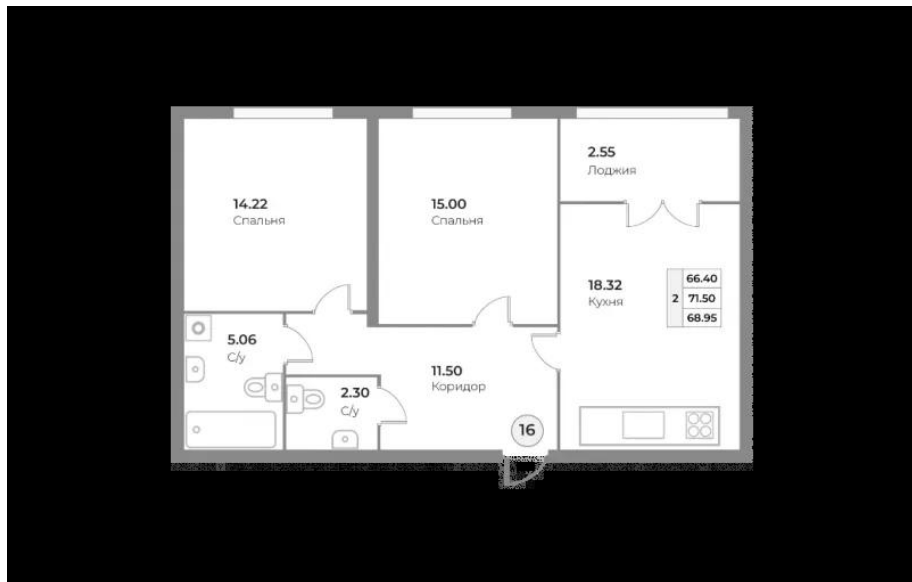 2.55
Лоджия
14.22
Спальня
15.00
Спальня
18.32
Кухня
2
66.40
71.50
68.95
5.06
С/у
2.30
С/у
11.50
Коридор
16